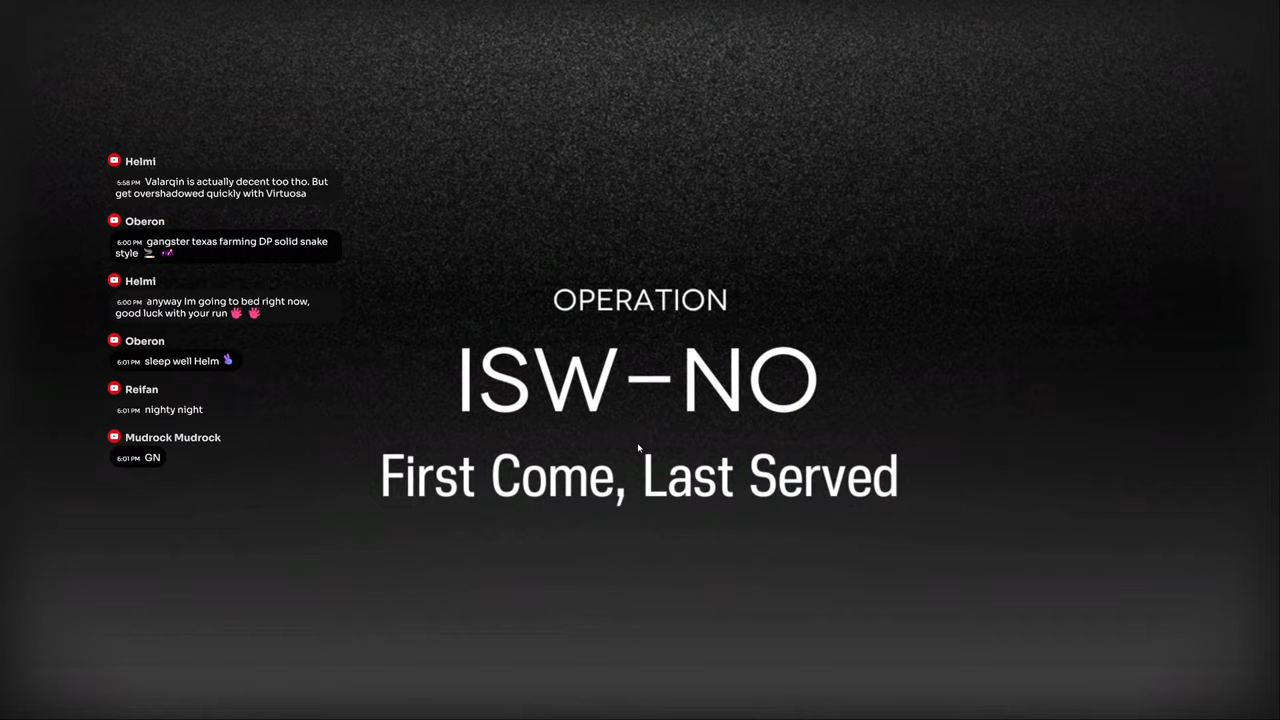 Helmi
5:58 PM Valarqin is actually decent too tho. But
get overshadowed quickly with Virtuosa
Oberon
6:00 PM gangster texas farming DP solid snake
style
Helmi
6:00 PM anyway Im going to bed right now,
good luck with your run
Oberon
6:01 PM sleep well Helm
Reifan
6:01 PM nighty night
Mudrock Mudrock
6:01 PM GN
OPERATION
ISW-NO
First Come, Last Served